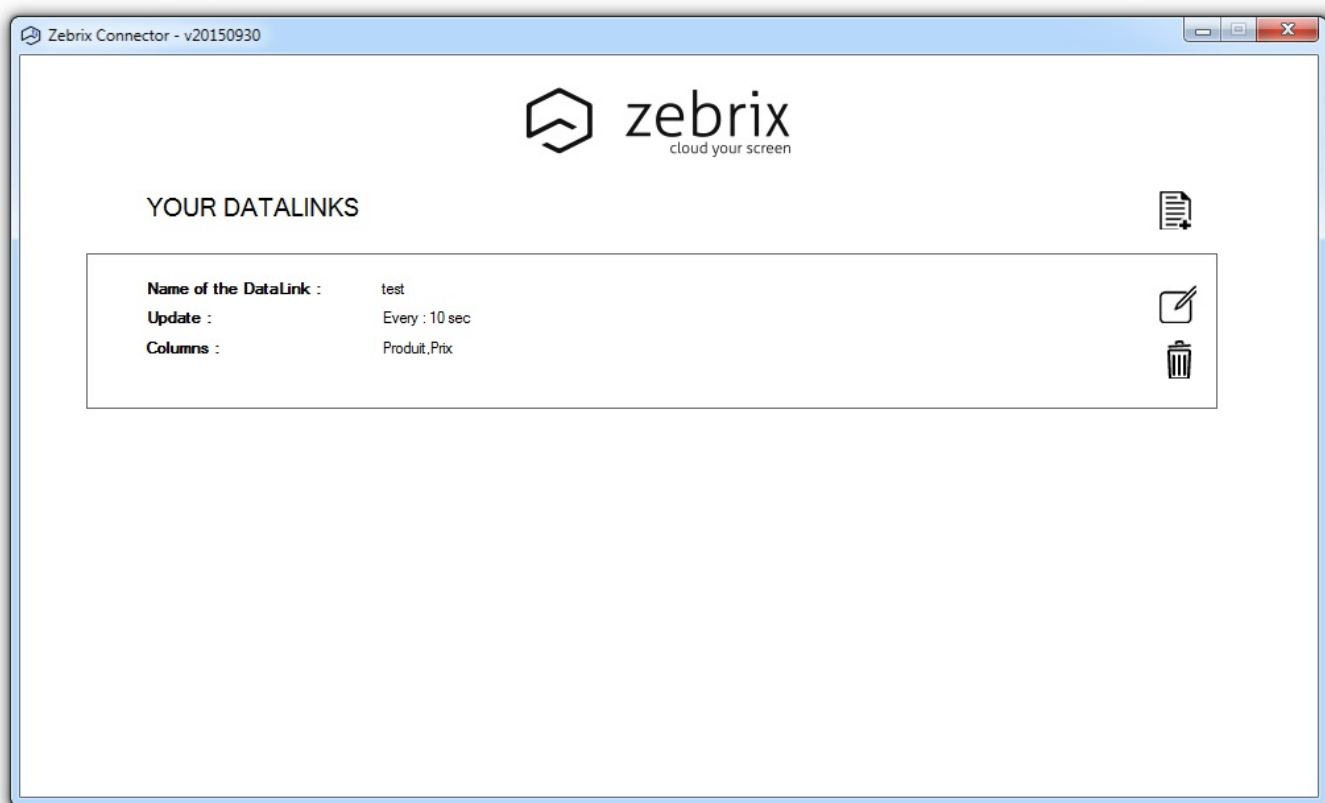 Zebrix Connector - v20150930
zebrix
cloud your screen
YOUR DATALINKS
Name of the DataLink : test
Update : Every : 10 sec
Columns : Produit,Prix